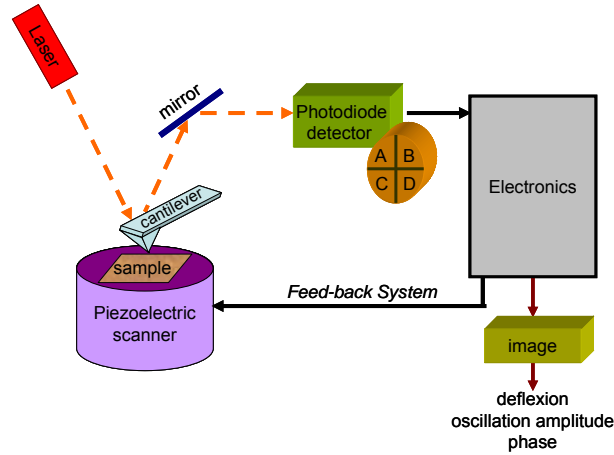 Laser
mirror
Photodiode
detector
A B
C D
Electronics
cantilever
sample
Piezoelectric
scanner
Feed-back System
image
deflexion
oscillation amplitude
phase